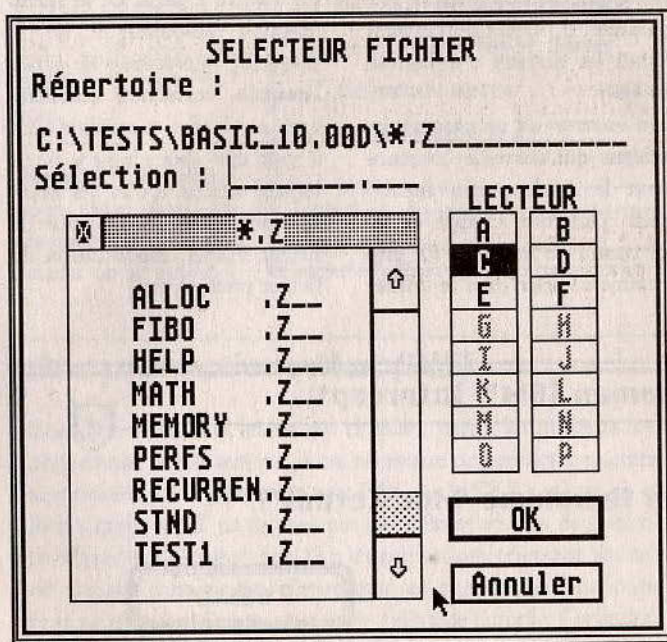 SELECTEUR FICHIER
Répertoire :
C:\TESTS\BASIC_10.00D\*.Z_______________
Sélection : ________.___
*.Z
ALLOC   .Z__
FIBO    .Z__
HELP    .Z__
MATH    .Z__
MEMORY  .Z__
PERFS   .Z__
RECURREN.Z__
STND    .Z__
TEST1   .Z__
LECTEUR
A B
C D
E F
G H
I J
K L
M N
O P
OK
Annuler